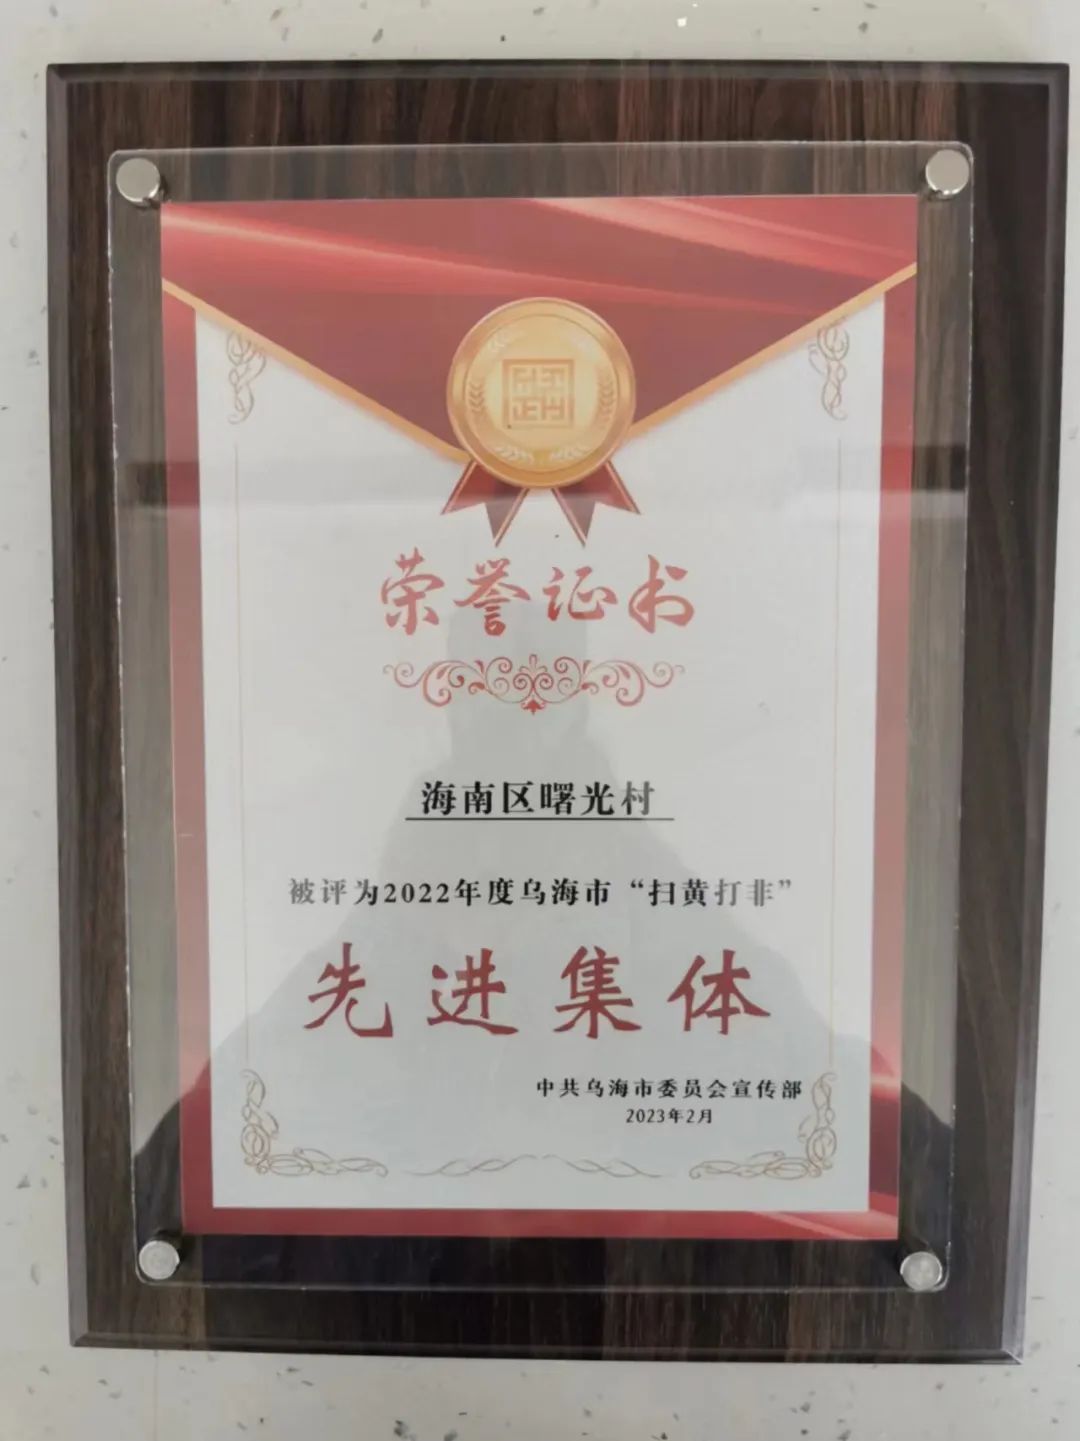 荣誉证书
海南区曙光村
被评为2022年度乌海市“扫黄打非”
先进集体
中共乌海市委员会宣传部
2023年2月